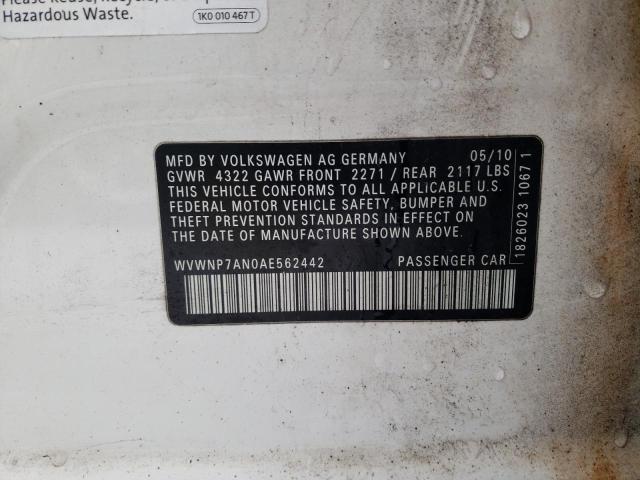 Hazardous Waste.
1K0 010 467 T
MFD BY VOLKSWAGEN AG GERMANY 05/10
GVWR 4322 GAWR FRONT 2271 / REAR 2117 LBS
THIS VEHICLE CONFORMS TO ALL APPLICABLE U.S.
FEDERAL MOTOR VEHICLE SAFETY, BUMPER AND
THEFT PREVENTION STANDARDS IN EFFECT ON
THE DATE OF MANUFACTURE SHOWN ABOVE.
WVWNP7AN0AE562442 PASSENGER CAR
1826023 1067 1